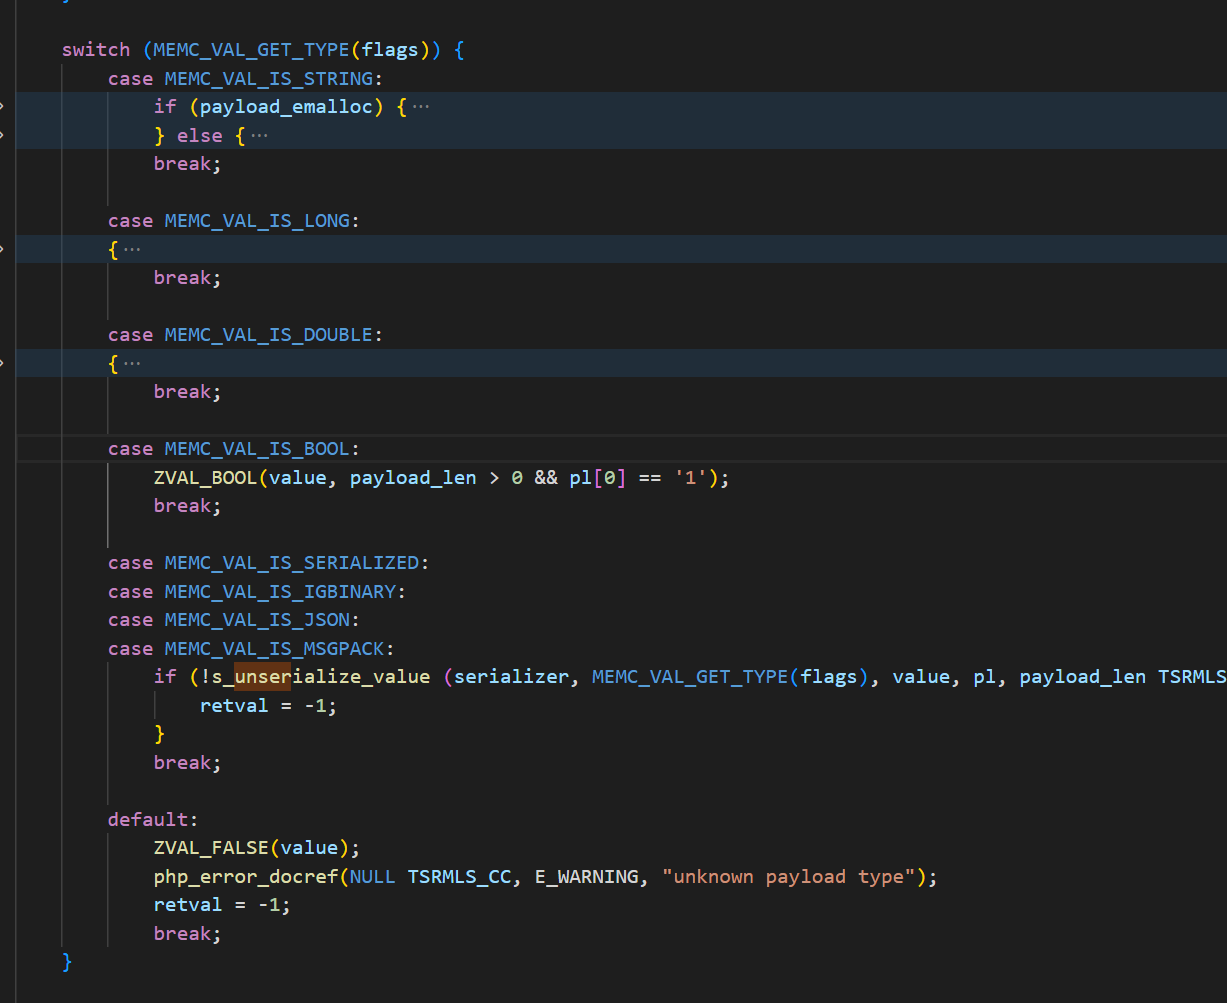 switch (MEMC_VAL_GET_TYPE(flags)) {
case MEMC_VAL_IS_STRING:
if (payload_emalloc) { ···
} else { ···
break;
case MEMC_VAL_IS_LONG:
{ ···
break;
case MEMC_VAL_IS_DOUBLE:
{ ···
break;
case MEMC_VAL_IS_BOOL:
ZVAL_BOOL(value, payload_len > 0 && pl[0] == '1');
break;
case MEMC_VAL_IS_SERIALIZED:
case MEMC_VAL_IS_IGBINARY:
case MEMC_VAL_IS_JSON:
case MEMC_VAL_IS_MSGPACK:
if (!s_unserialize_value (serializer, MEMC_VAL_GET_TYPE(flags), value, pl, payload_len TSRMLS
retval = -1;
}
break;
default:
ZVAL_FALSE(value);
php_error_docref(NULL TSRMLS_CC, E_WARNING, "unknown payload type");
retval = -1;
break;
}